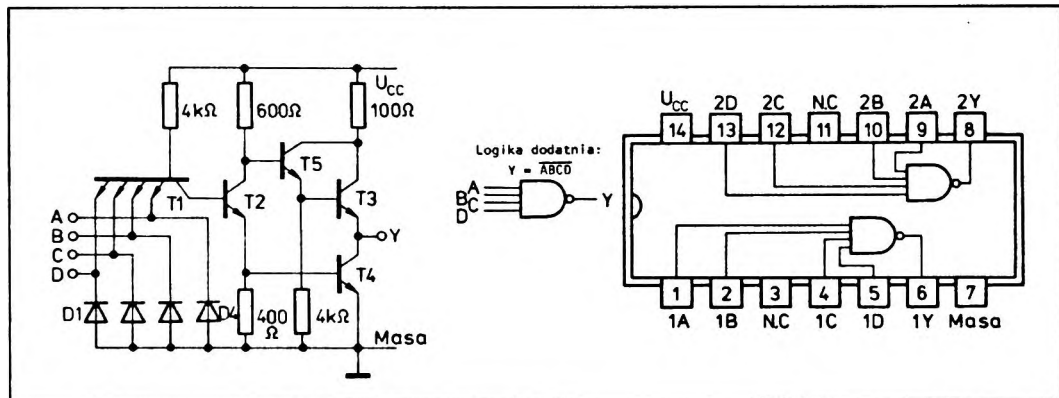 U_CC
4kΩ
600Ω
100Ω
T5
T1
T2
T3
A
B
C
D
Y
T4
D1
D4
400
Ω
4kΩ
Masa
Logika dodatnia:
Y = \overline{ABCD}
A
B
C
D
Y
U_CC 2D 2C N.C 2B 2A 2Y
14 13 12 11 10 9 8
1 2 3 4 5 6 7
1A 1B N.C 1C 1D 1Y Masa